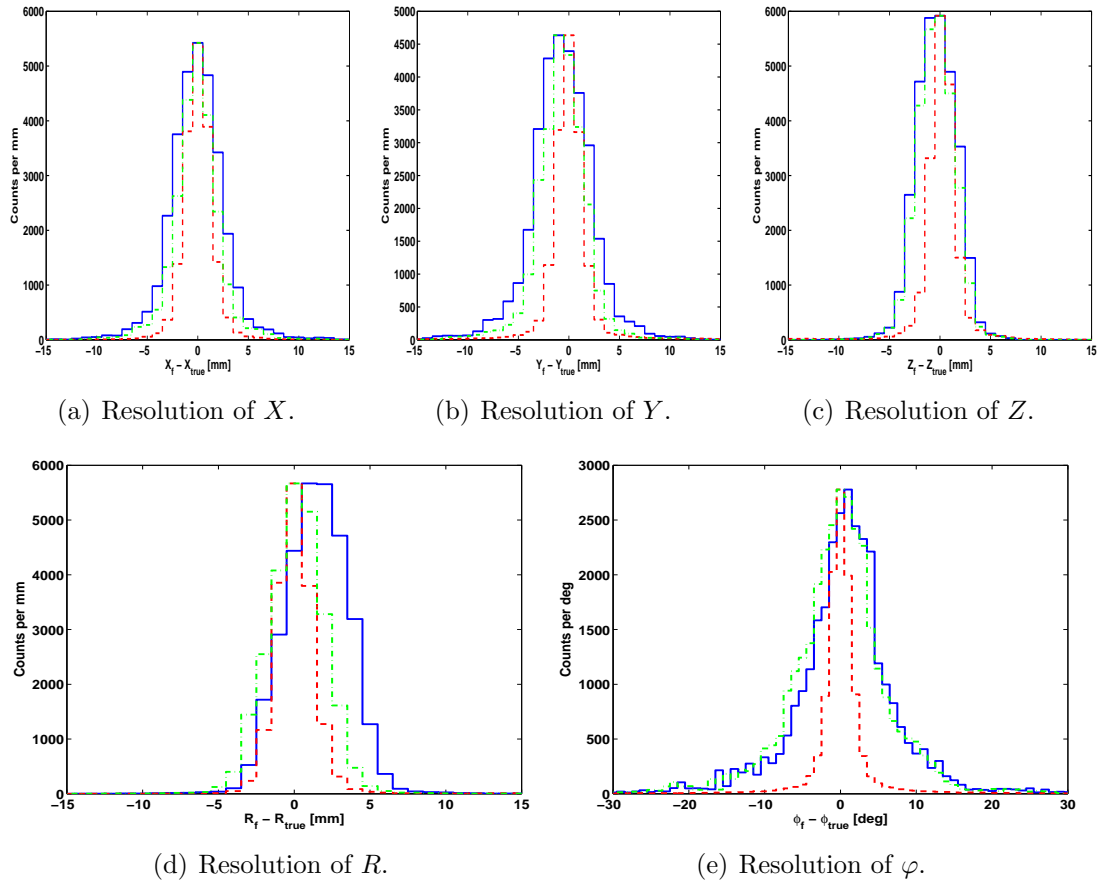 6000
5000
4000
3000
2000
1000
0
−15 −10 −5 0 5 10 15
Counts per mm
X_f − X_true [mm]
(a) Resolution of X.
5000
4500
4000
3500
3000
2500
2000
1500
1000
500
0
−15 −10 −5 0 5 10 15
Counts per mm
Y_f − Y_true [mm]
(b) Resolution of Y.
6000
5000
4000
3000
2000
1000
0
−15 −10 −5 0 5 10 15
Counts per mm
Z_f − Z_true [mm]
(c) Resolution of Z.
6000
5000
4000
3000
2000
1000
0
−15 −10 −5 0 5 10 15
Counts per mm
R_f − R_true [mm]
(d) Resolution of R.
3000
2500
2000
1500
1000
500
0
−30 −20 −10 0 10 20 30
Counts per deg
ϕ_f − ϕ_true [deg]
(e) Resolution of φ.